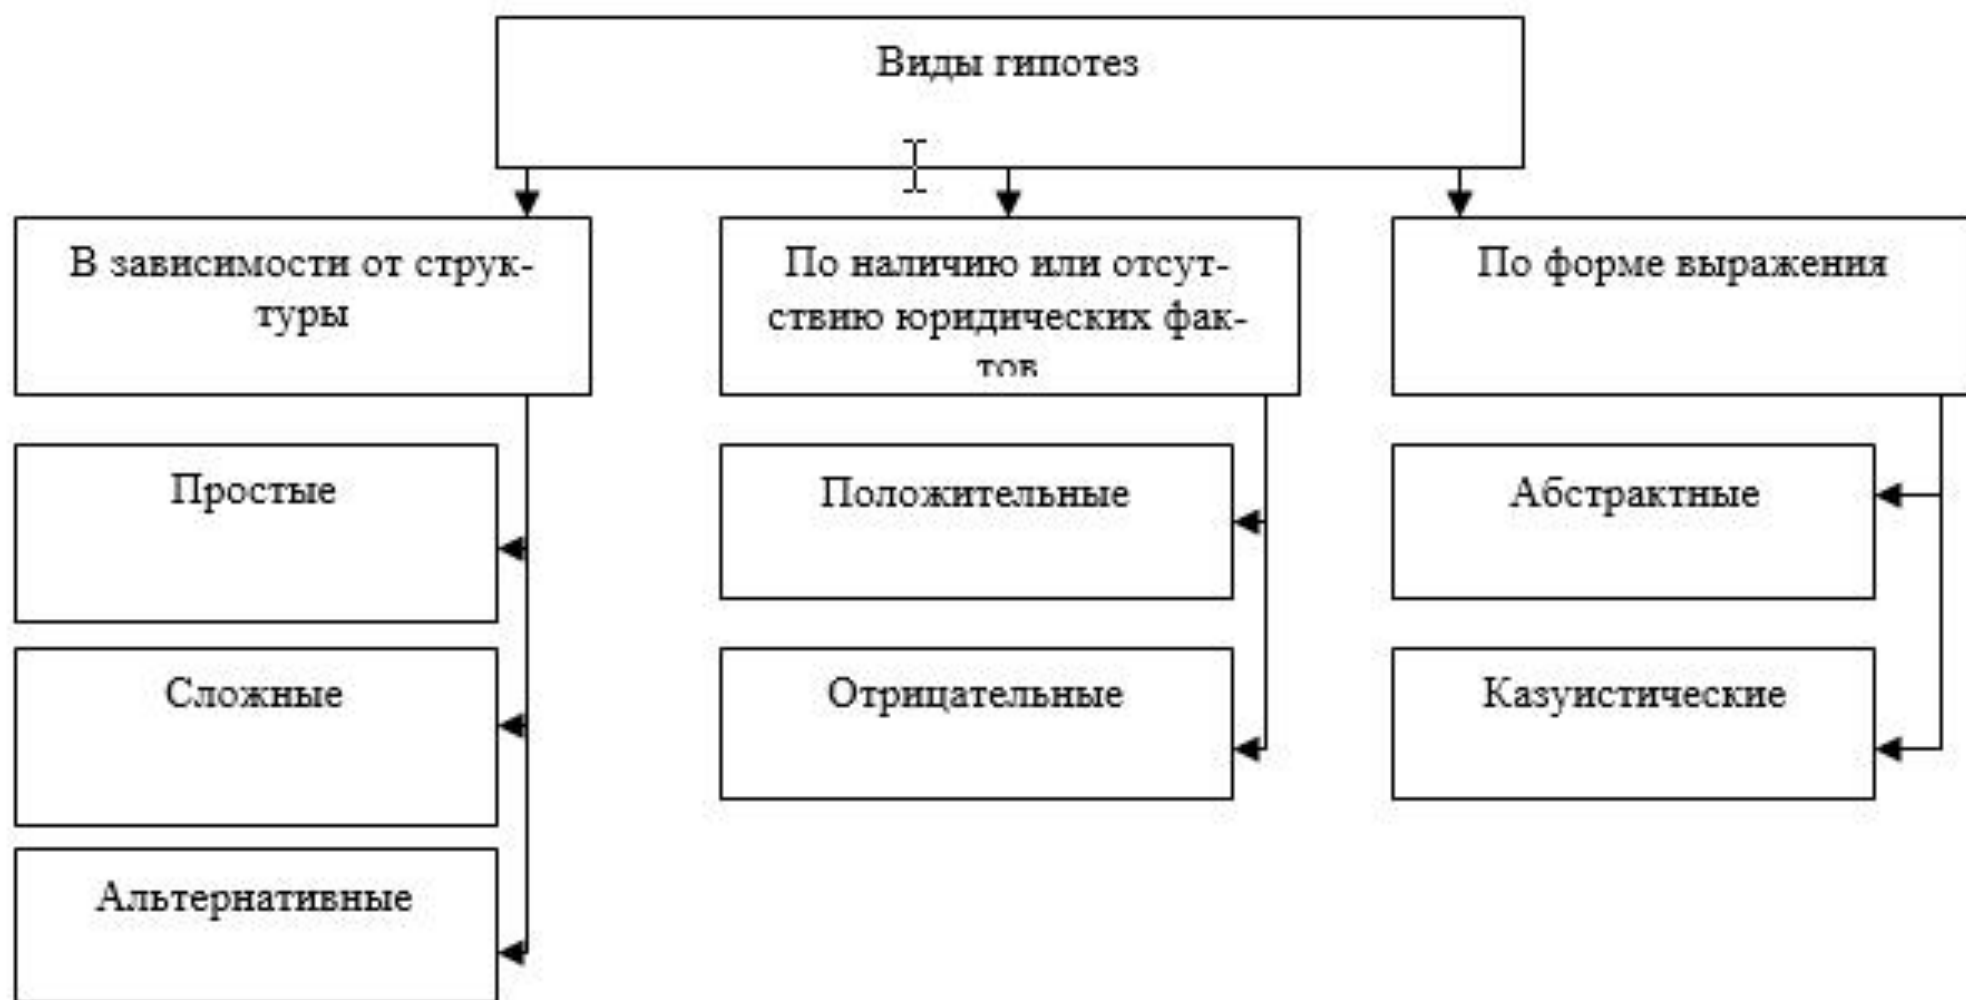 Виды гипотез
В зависимости от струк-
туры
По наличию или отсут-
ствию юридических фак-
тов
По форме выражения
Простые
Положительные
Абстрактные
Сложные
Отрицательные
Казуистические
Альтернативные